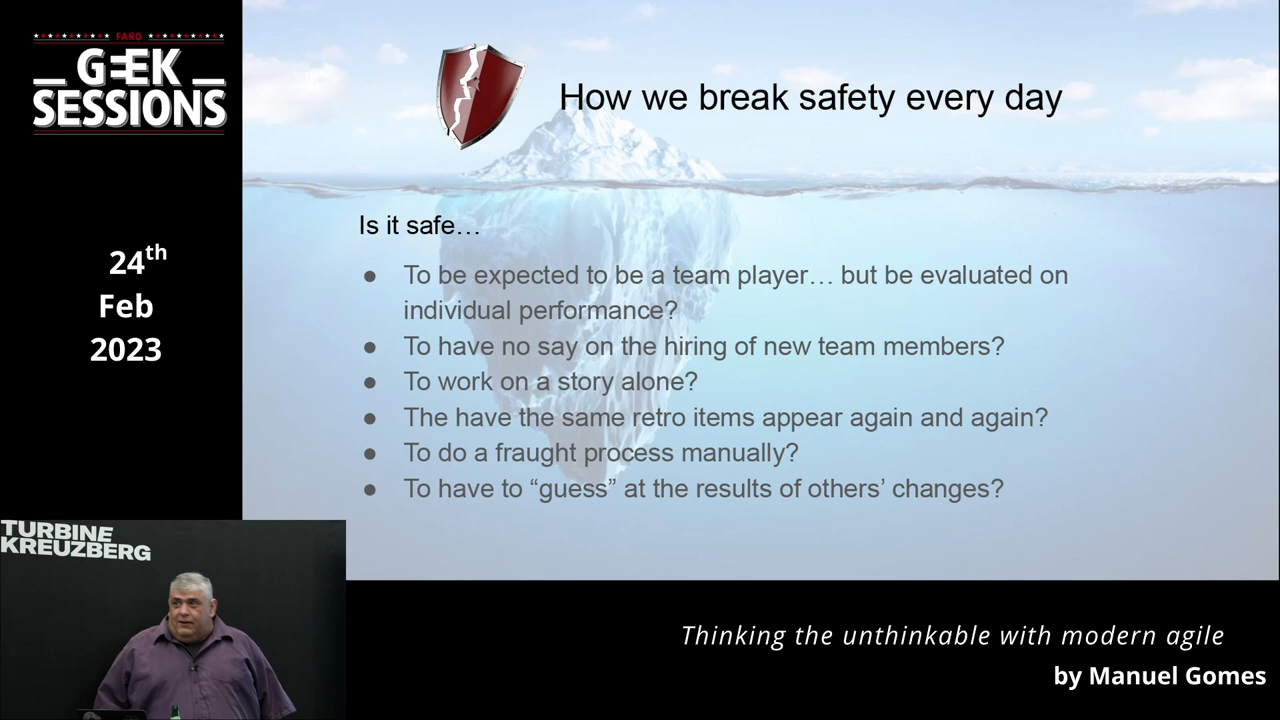 FARO
GEEK
SESSIONS
24th
Feb
2023
How we break safety every day
Is it safe…
● To be expected to be a team player… but be evaluated on
individual performance?
● To have no say on the hiring of new team members?
● To work on a story alone?
● The have the same retro items appear again and again?
● To do a fraught process manually?
● To have to “guess” at the results of others’ changes?
TURBINE
KREUZBERG
Thinking the unthinkable with modern agile
by Manuel Gomes